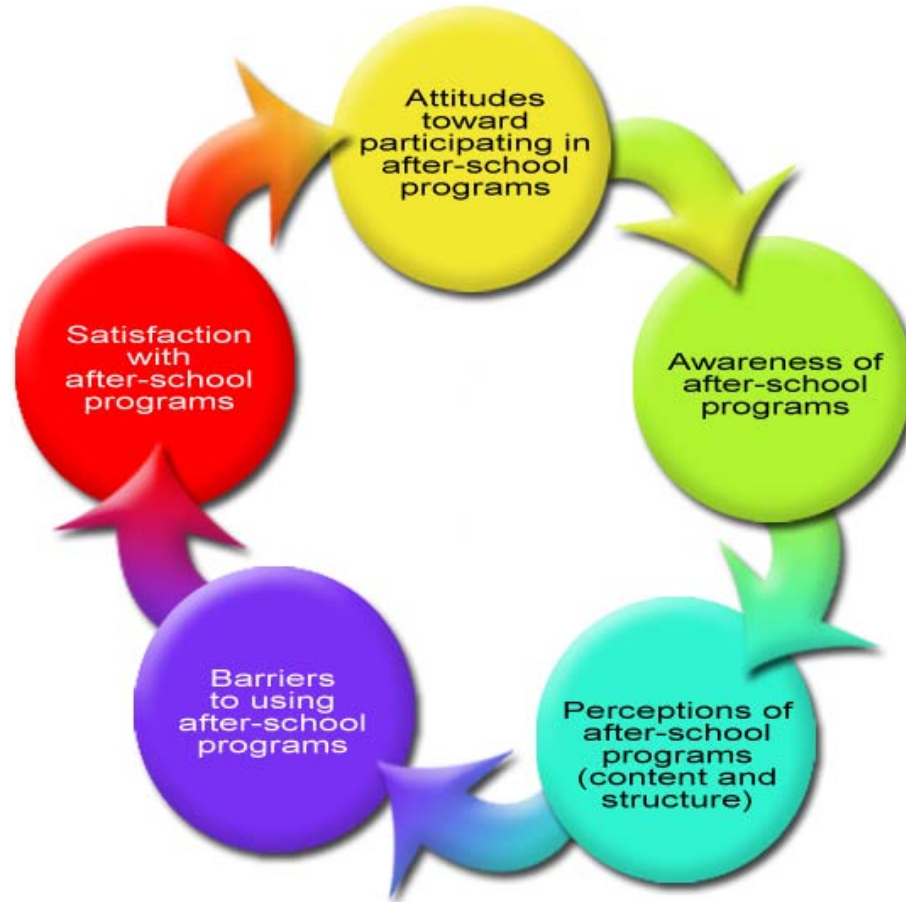 Attitudes
toward
participating in
after-school
programs
Awareness of
after-school
programs
Perceptions of
after-school
programs
(content and
structure)
Barriers
to using
after-school
programs
Satisfaction
with
after-school
programs